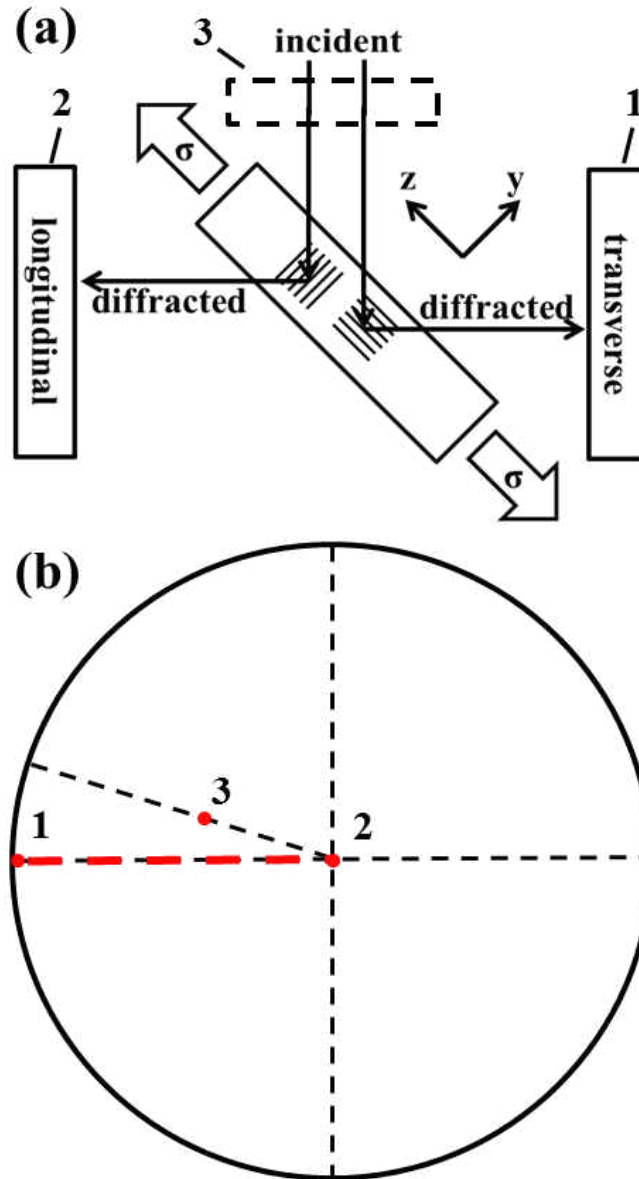 (a)
3
incident
2
1
σ
z
y
longitudinal
transverse
diffracted
diffracted
σ
(b)
3
1
2